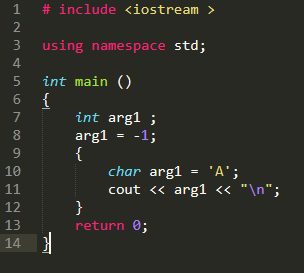 1 # include <iostream >
2
3 using namespace std;
4
5 int main ()
6 {
7     int arg1 ;
8     arg1 = -1;
9     {
10         char arg1 = 'A';
11         cout << arg1 << "\n";
12     }
13     return 0;
14 }